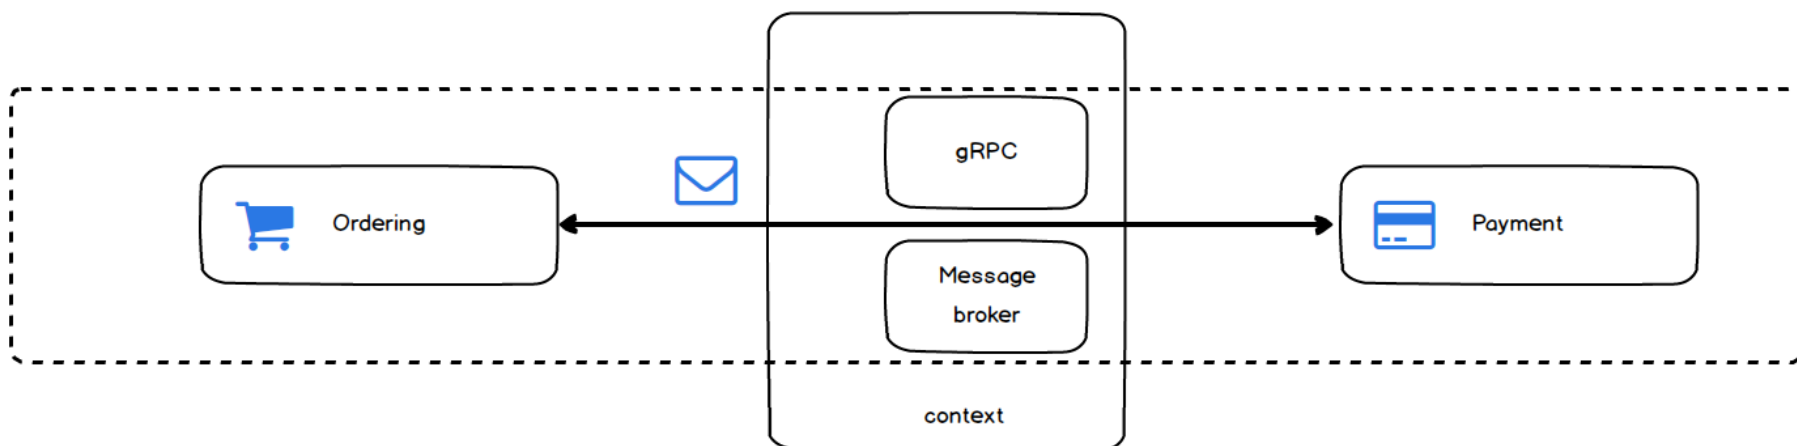 gRPC
Ordering
Payment
Message
broker
context